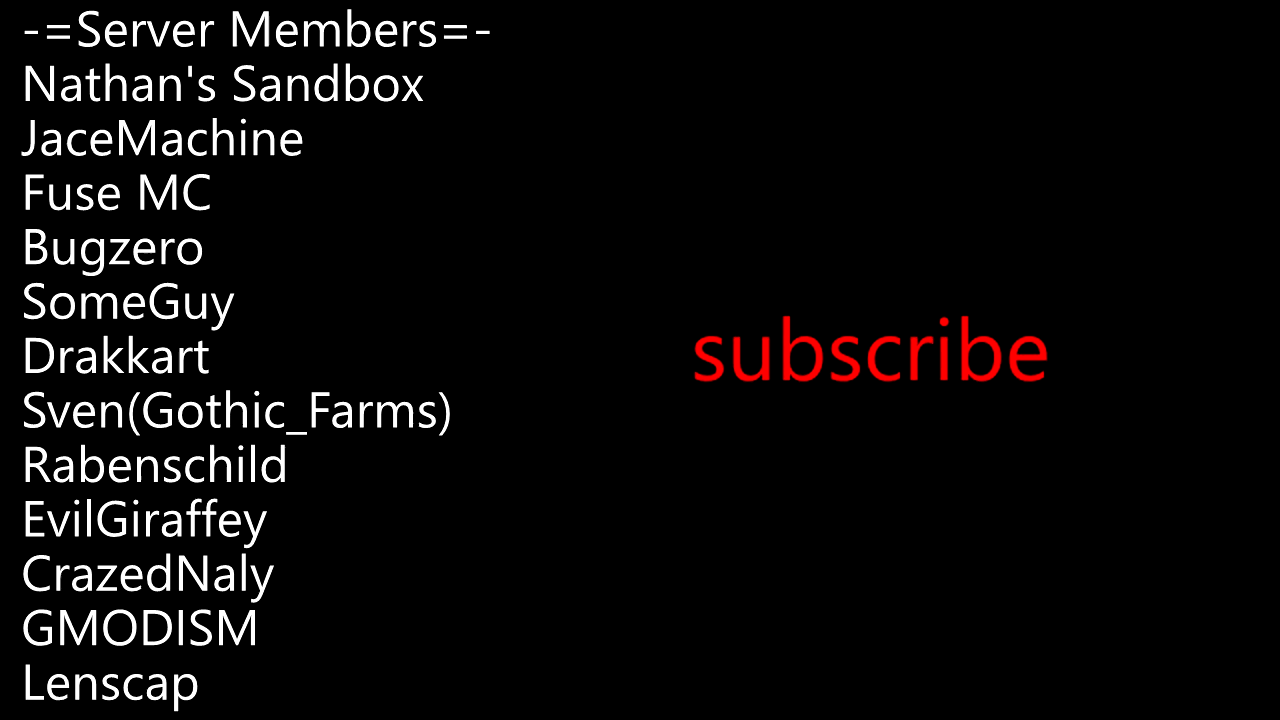 -=Server Members=-
Nathan's Sandbox
JaceMachine
Fuse MC
Bugzero
SomeGuy
Drakkart
Sven(Gothic_Farms)
Rabenschild
EvilGiraffey
CrazedNaly
GMODISM
Lenscap
subscribe